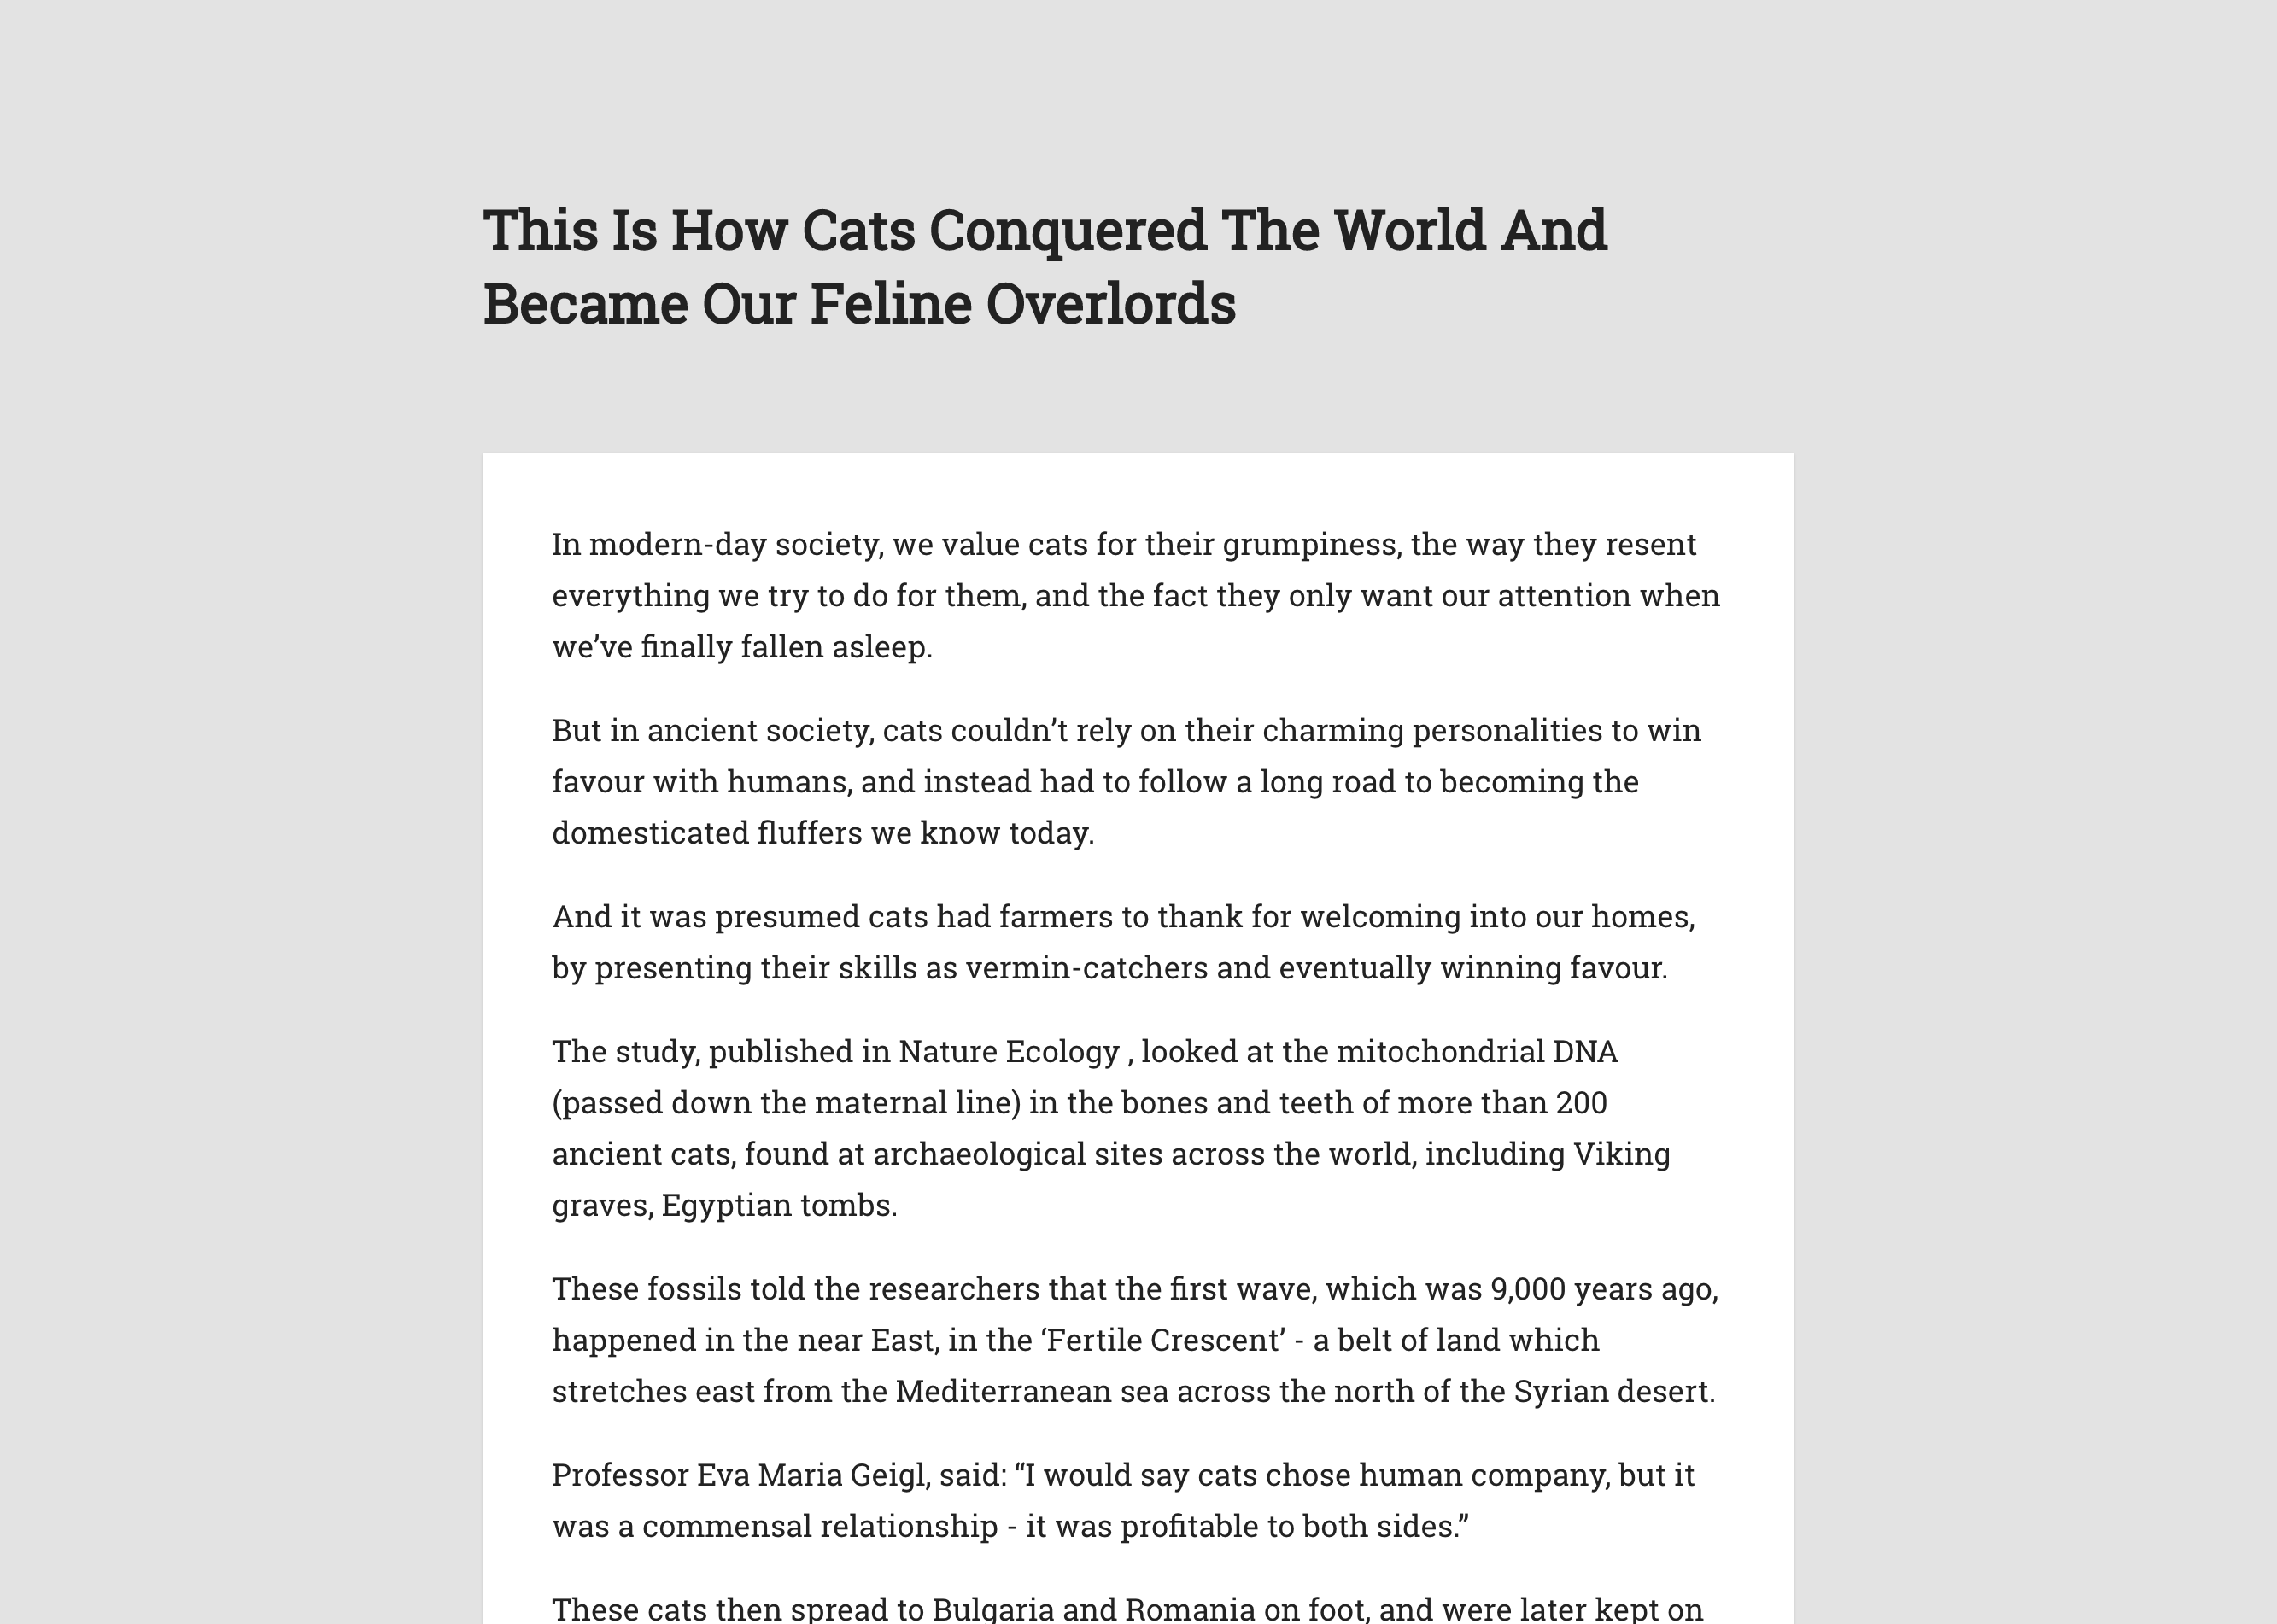 This Is How Cats Conquered The World And
Became Our Feline Overlords
In modern-day society, we value cats for their grumpiness, the way they resent
everything we try to do for them, and the fact they only want our attention when
we’ve finally fallen asleep.
But in ancient society, cats couldn’t rely on their charming personalities to win
favour with humans, and instead had to follow a long road to becoming the
domesticated fluffers we know today.
And it was presumed cats had farmers to thank for welcoming into our homes,
by presenting their skills as vermin-catchers and eventually winning favour.
The study, published in Nature Ecology , looked at the mitochondrial DNA
(passed down the maternal line) in the bones and teeth of more than 200
ancient cats, found at archaeological sites across the world, including Viking
graves, Egyptian tombs.
These fossils told the researchers that the first wave, which was 9,000 years ago,
happened in the near East, in the ‘Fertile Crescent’ - a belt of land which
stretches east from the Mediterranean sea across the north of the Syrian desert.
Professor Eva Maria Geigl, said: “I would say cats chose human company, but it
was a commensal relationship - it was profitable to both sides.”
These cats then spread to Bulgaria and Romania on foot, and were later kept on